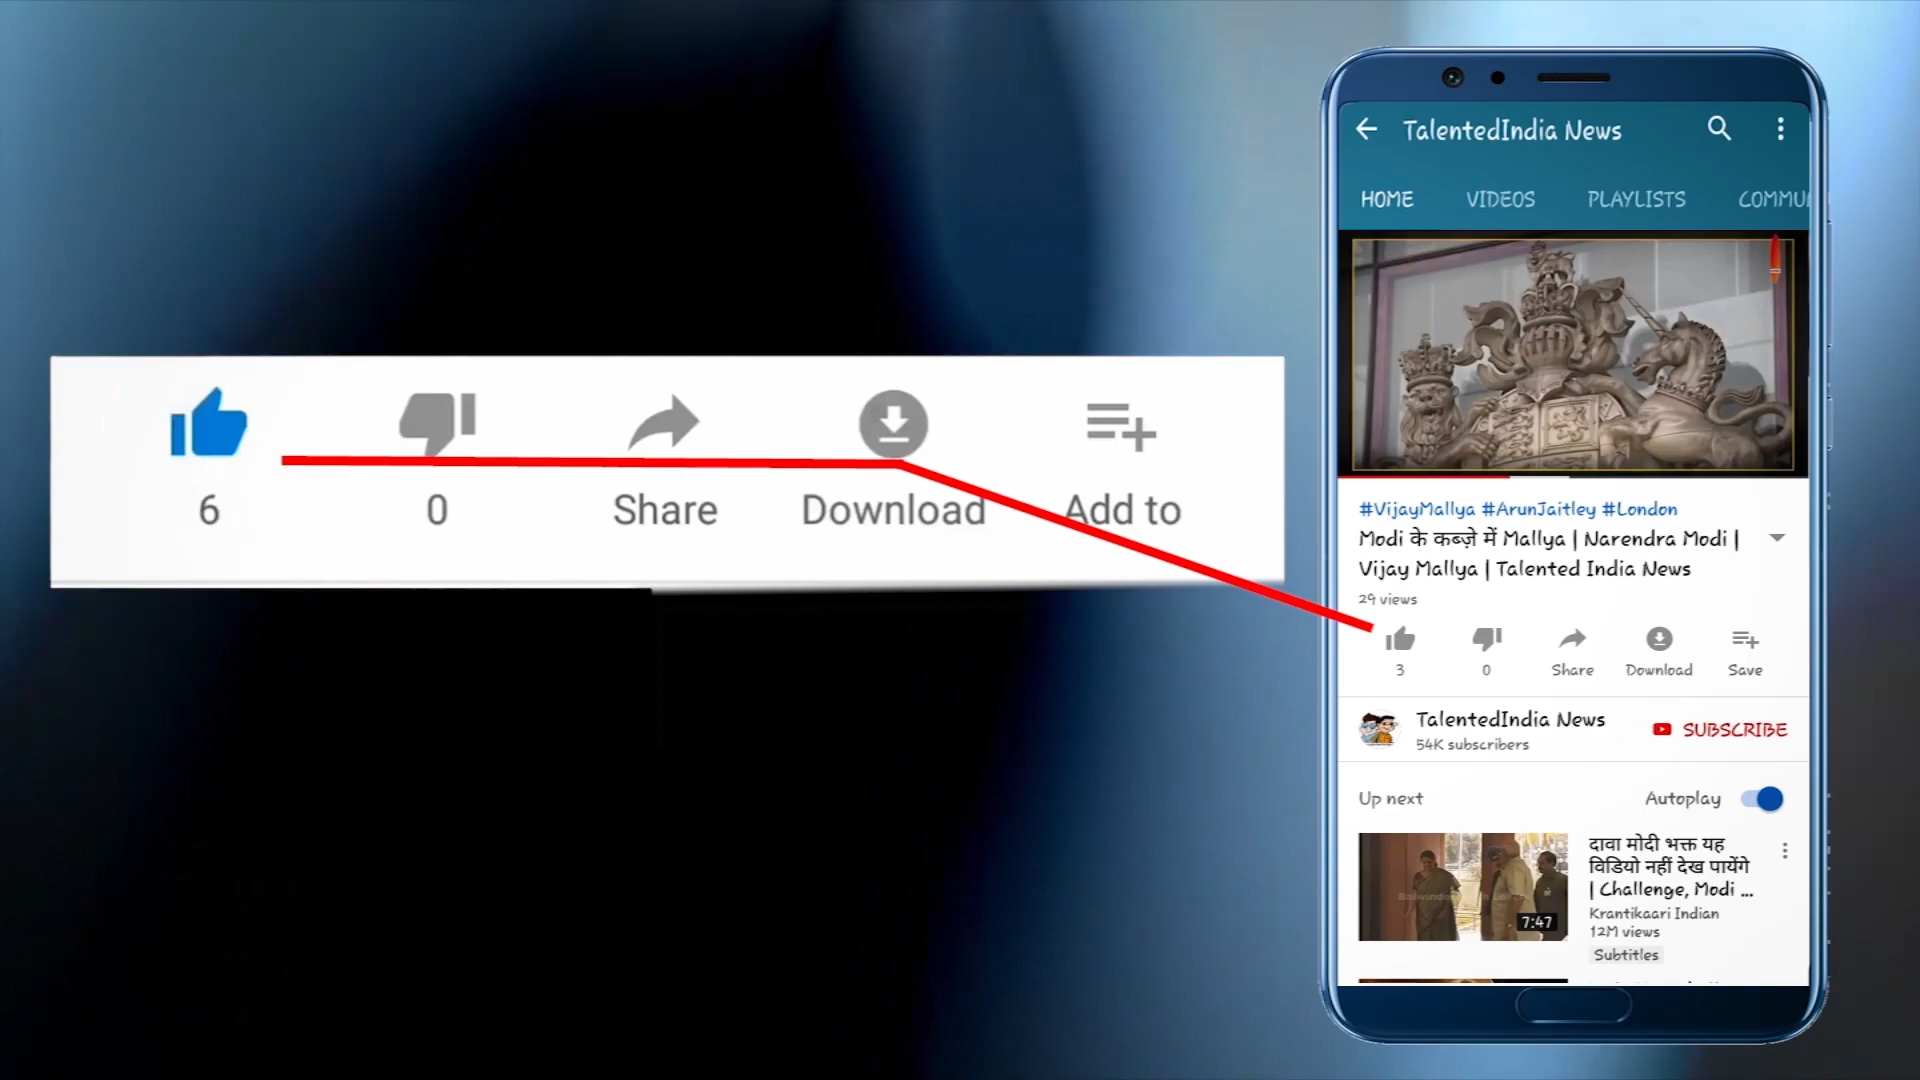 6
0
Share
Download
Add to
TalentedIndia News
HOME
VIDEOS
PLAYLISTS
COMMU
#VijayMallya #ArunJaitley #London
Modi के कब्ज़े में Mallya | Narendra Modi |
Vijay Mallya | Talented India News
29 views
3
0
Share
Download
Save
TalentedIndia News
54K subscribers
SUBSCRIBE
Up next
Autoplay
7:47
दावा मोदी भक्त यह
विडियो नहीं देख पायेंगे
| Challenge, Modi ...
Krantikaari Indian
12M views
Subtitles